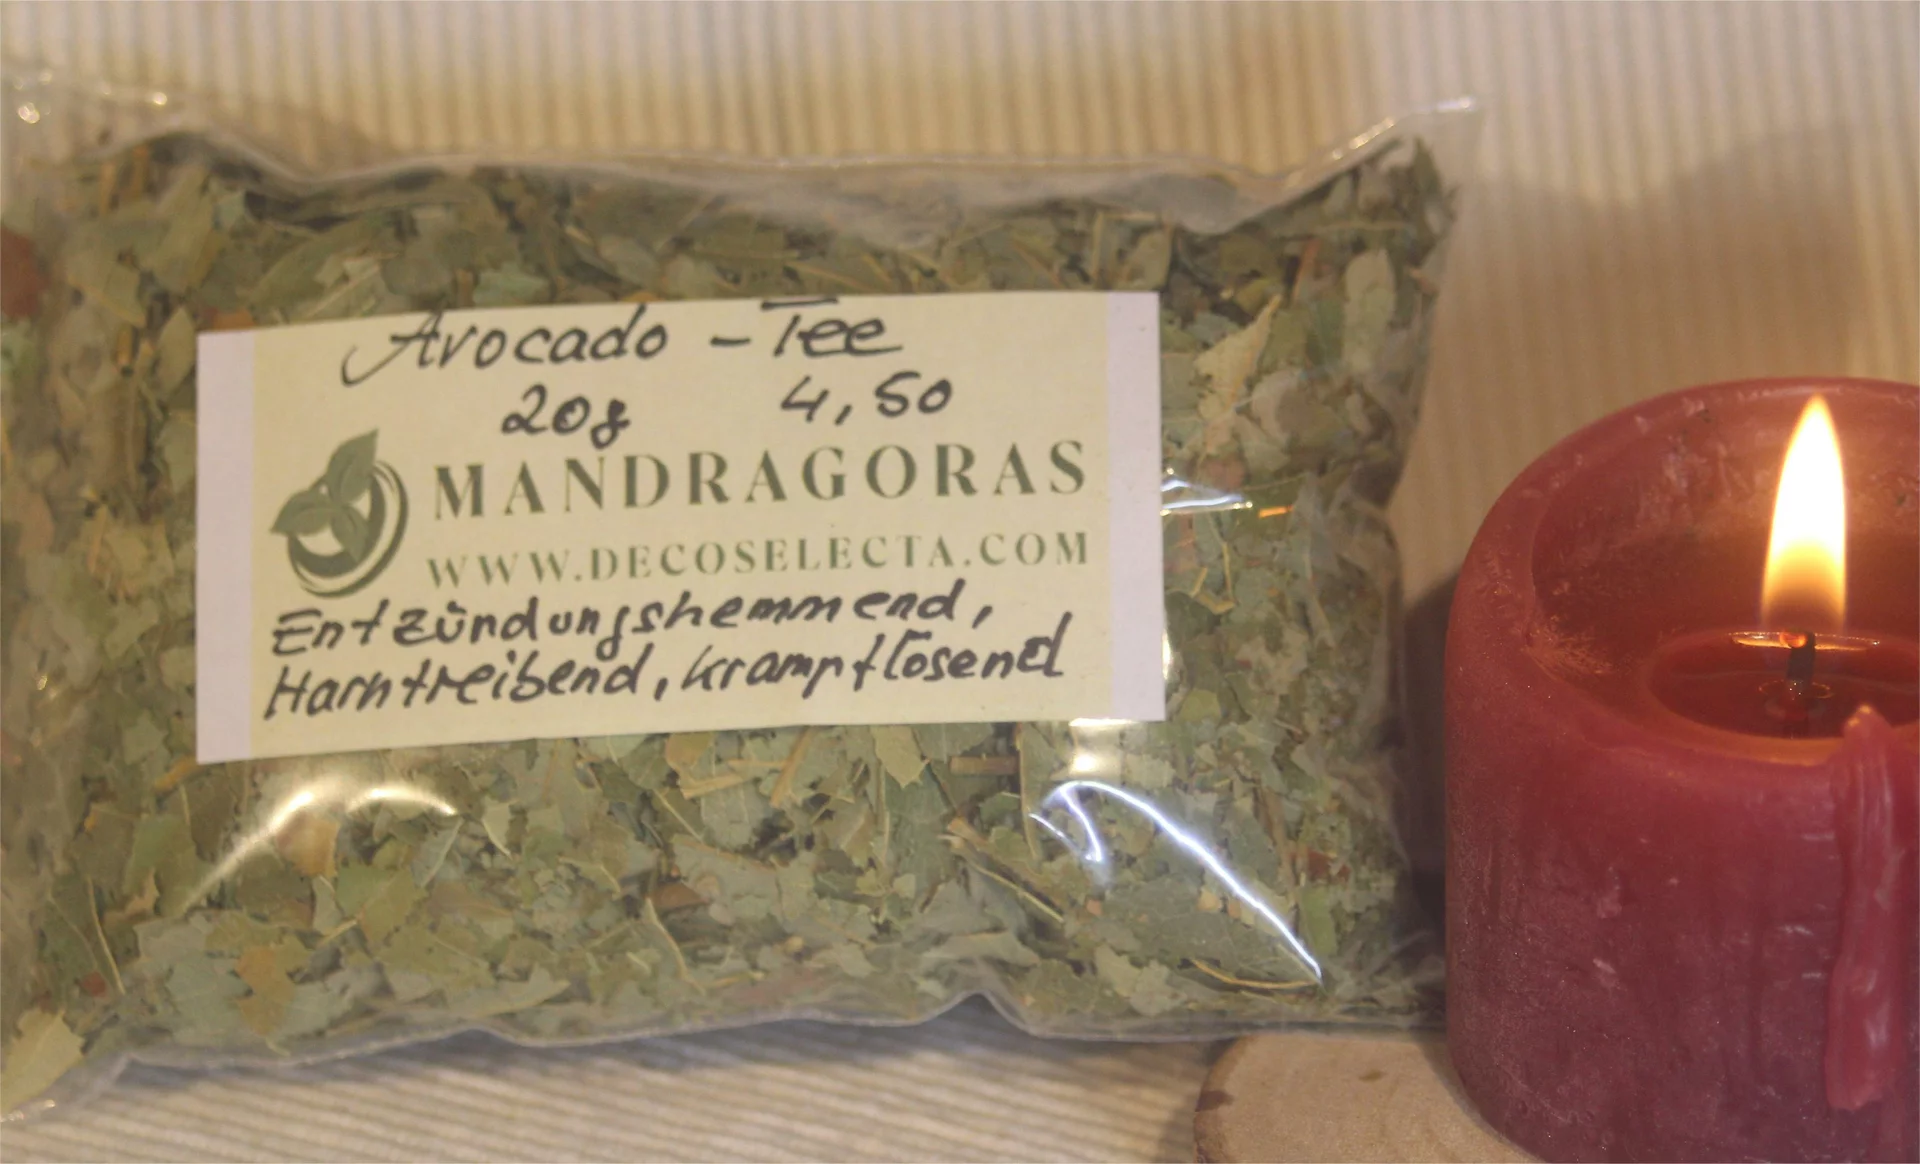 Avocado - Tee
20g 4,50
MANDRAGORAS
WWW.DECOSELECTA.COM
Entzündungshemmend,
Harntreibend, krampflösend